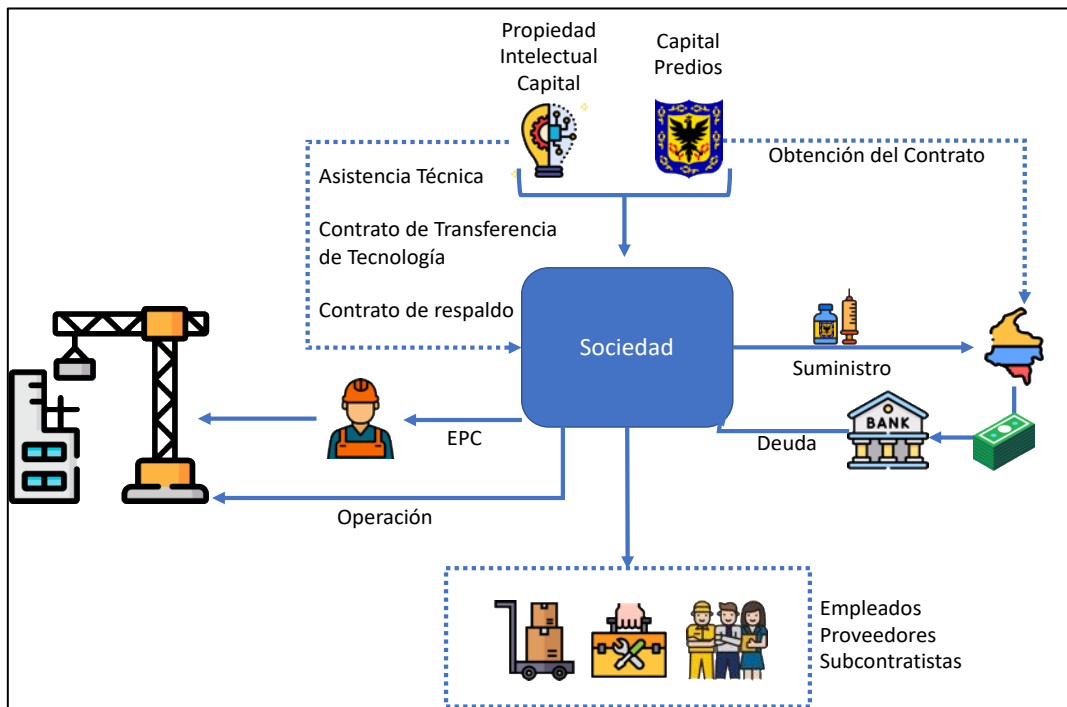 Propiedad
Intelectual
Capital
Capital
Predios
Obtención del Contrato
Asistencia Técnica
Contrato de Transferencia
de Tecnología
Contrato de respaldo
Sociedad
Suministro
BANK
EPC
Deuda
Operación
Empleados
Proveedores
Subcontratistas